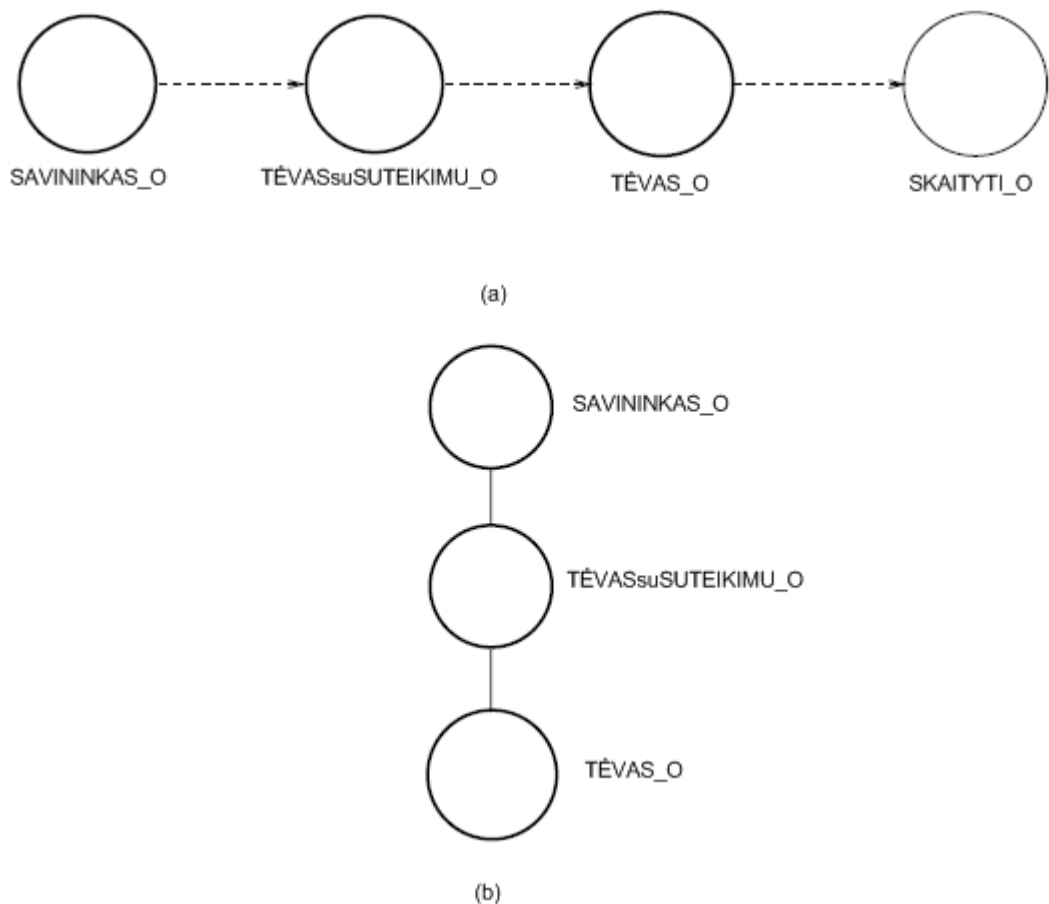 SAVININKAS_O
TĖVASsuSUTEIKIMU_O
TĖVAS_O
SKAITYTI_O
(a)
SAVININKAS_O
TĖVASsuSUTEIKIMU_O
TĖVAS_O
(b)